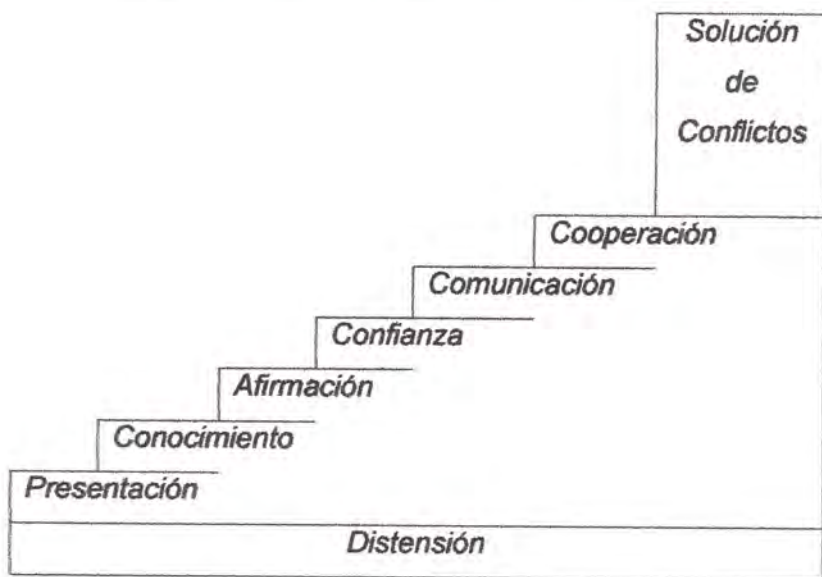 Solución
de
Conflictos
Cooperación
Comunicación
Confianza
Afirmación
Conocimiento
Presentación
Distensión